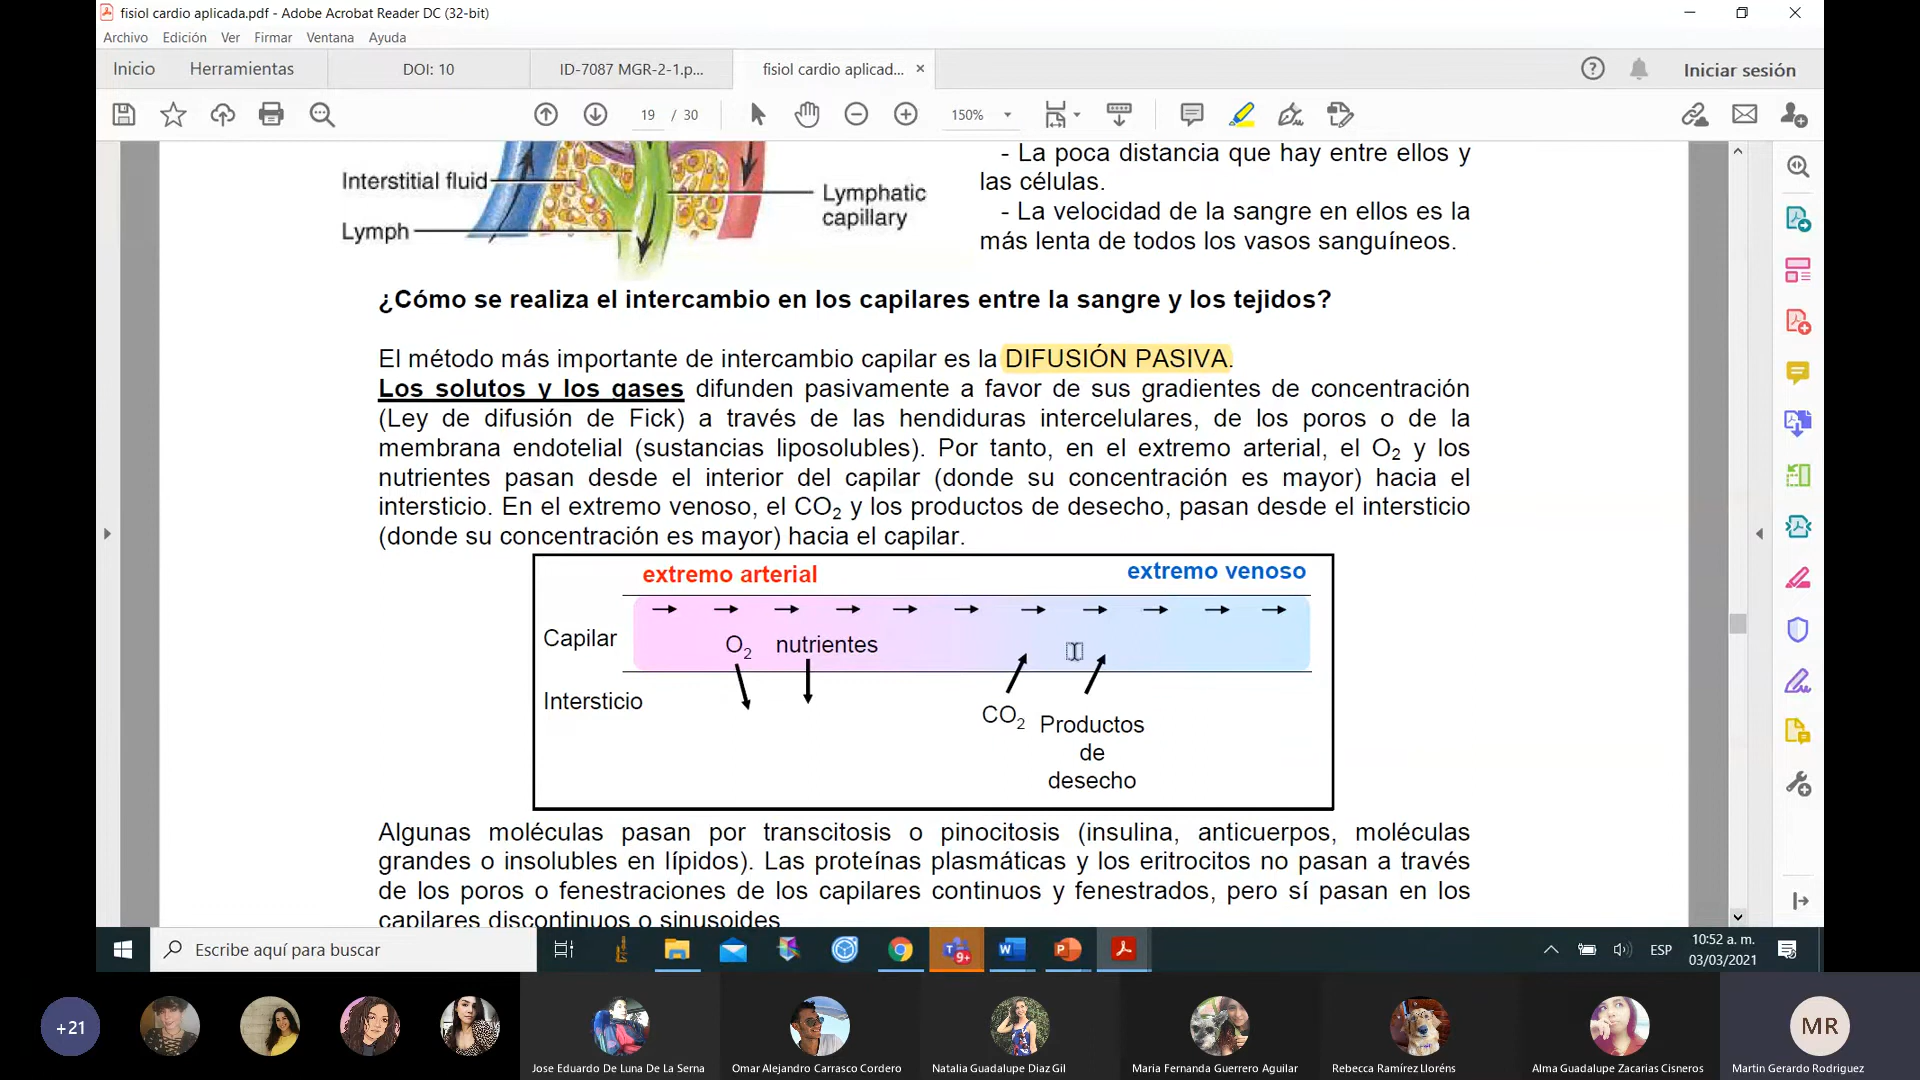 fisiol cardio aplicada.pdf - Adobe Acrobat Reader DC (32-bit)
Archivo Edición Ver Firmar Ventana Ayuda
Inicio Herramientas DOI: 10 ID-7087 MGR-2-1.p... fisiol cardio aplicad... × Iniciar sesión
19 / 30 150%
Interstitial fluid
Lymph
Lymphatic
capillary
- La poca distancia que hay entre ellos y
las células.
- La velocidad de la sangre en ellos es la
más lenta de todos los vasos sanguíneos.
¿Cómo se realiza el intercambio en los capilares entre la sangre y los tejidos?
El método más importante de intercambio capilar es la DIFUSIÓN PASIVA.
Los solutos y los gases difunden pasivamente a favor de sus gradientes de concentración
(Ley de difusión de Fick) a través de las hendiduras intercelulares, de los poros o de la
membrana endotelial (sustancias liposolubles). Por tanto, en el extremo arterial, el O₂ y los
nutrientes pasan desde el interior del capilar (donde su concentración es mayor) hacia el
intersticio. En el extremo venoso, el CO₂ y los productos de desecho, pasan desde el intersticio
(donde su concentración es mayor) hacia el capilar.
extremo arterial extremo venoso
Capilar
O₂ nutrientes
Intersticio
CO₂ Productos
de
desecho
Algunas moléculas pasan por transcitosis o pinocitosis (insulina, anticuerpos, moléculas
grandes o insolubles en lípidos). Las proteínas plasmáticas y los eritrocitos no pasan a través
de los poros o fenestraciones de los capilares continuos y fenestrados, pero sí pasan en los
capilares discontinuos o sinusoides
Escribe aquí para buscar
9+
ESP
10:52 a. m.
03/03/2021
+21
MR
Jose Eduardo De Luna De La Serna
Omar Alejandro Carrasco Cordero
Natalia Guadalupe Diaz Gil
Maria Fernanda Guerrero Aguilar
Rebecca Ramírez Lloréns
Alma Guadalupe Zacarias Cisneros
Martin Gerardo Rodriguez